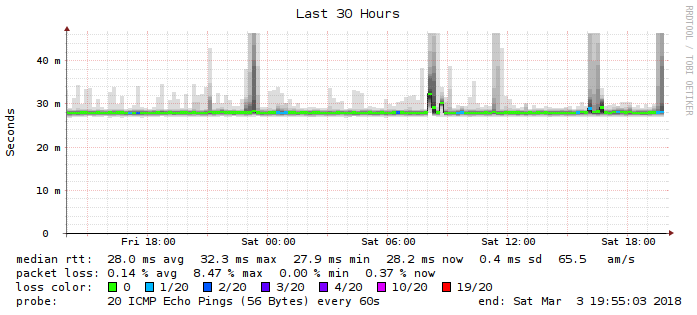 Last 30 Hours
RRDTOOL / TOBI OETIKER
Seconds
40 m
30 m
20 m
10 m
0
Fri 18:00 Sat 00:00 Sat 06:00 Sat 12:00 Sat 18:00
median rtt: 28.0 ms avg 32.3 ms max 27.9 ms min 28.2 ms now 0.4 ms sd 65.5 am/s
packet loss: 0.14 % avg 8.47 % max 0.00 % min 0.37 % now
loss color: 0 1/20 2/20 3/20 4/20 10/20 19/20
probe: 20 ICMP Echo Pings (56 Bytes) every 60s end: Sat Mar 3 19:55:03 2018